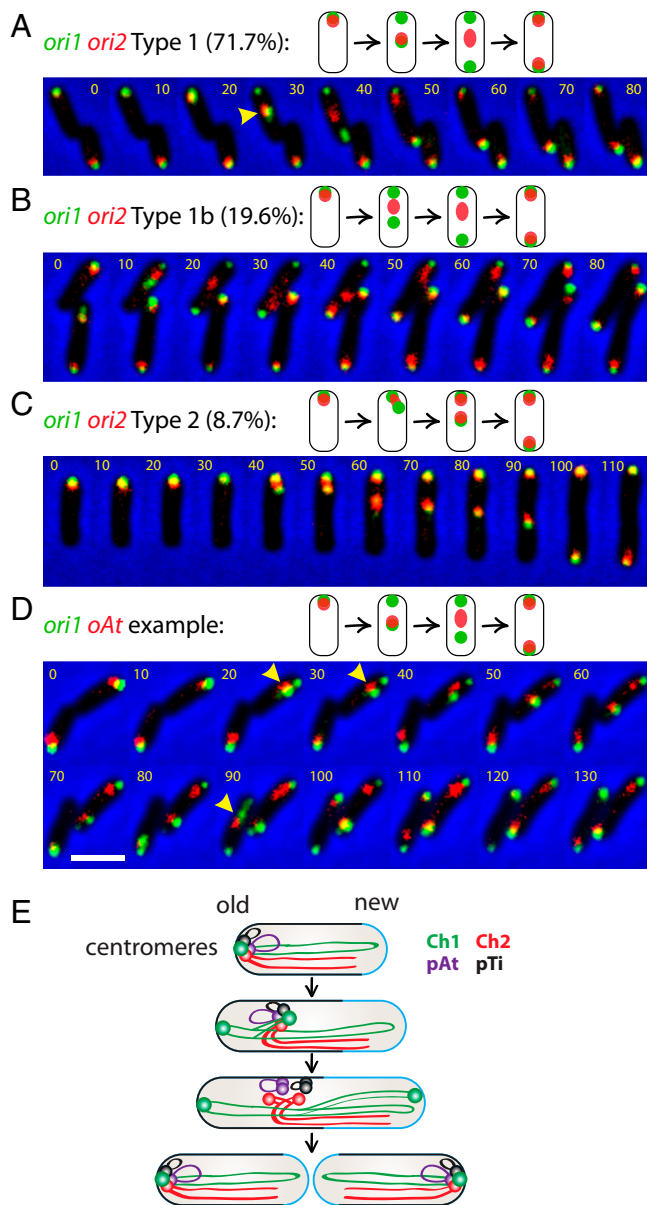 A
ori1 ori2 Type 1 (71.7%):
0 10 20 30 40 50 60 70 80
B
ori1 ori2 Type 1b (19.6%):
0 10 20 30 40 50 60 70 80
C
ori1 ori2 Type 2 (8.7%):
0 10 20 30 40 50 60 70 80 90 100 110
D
ori1 oAt example:
0 10 20 30 40 50 60
70 80 90 100 110 120 130
E
old new
centromeres
Ch1 Ch2
pAt pTi